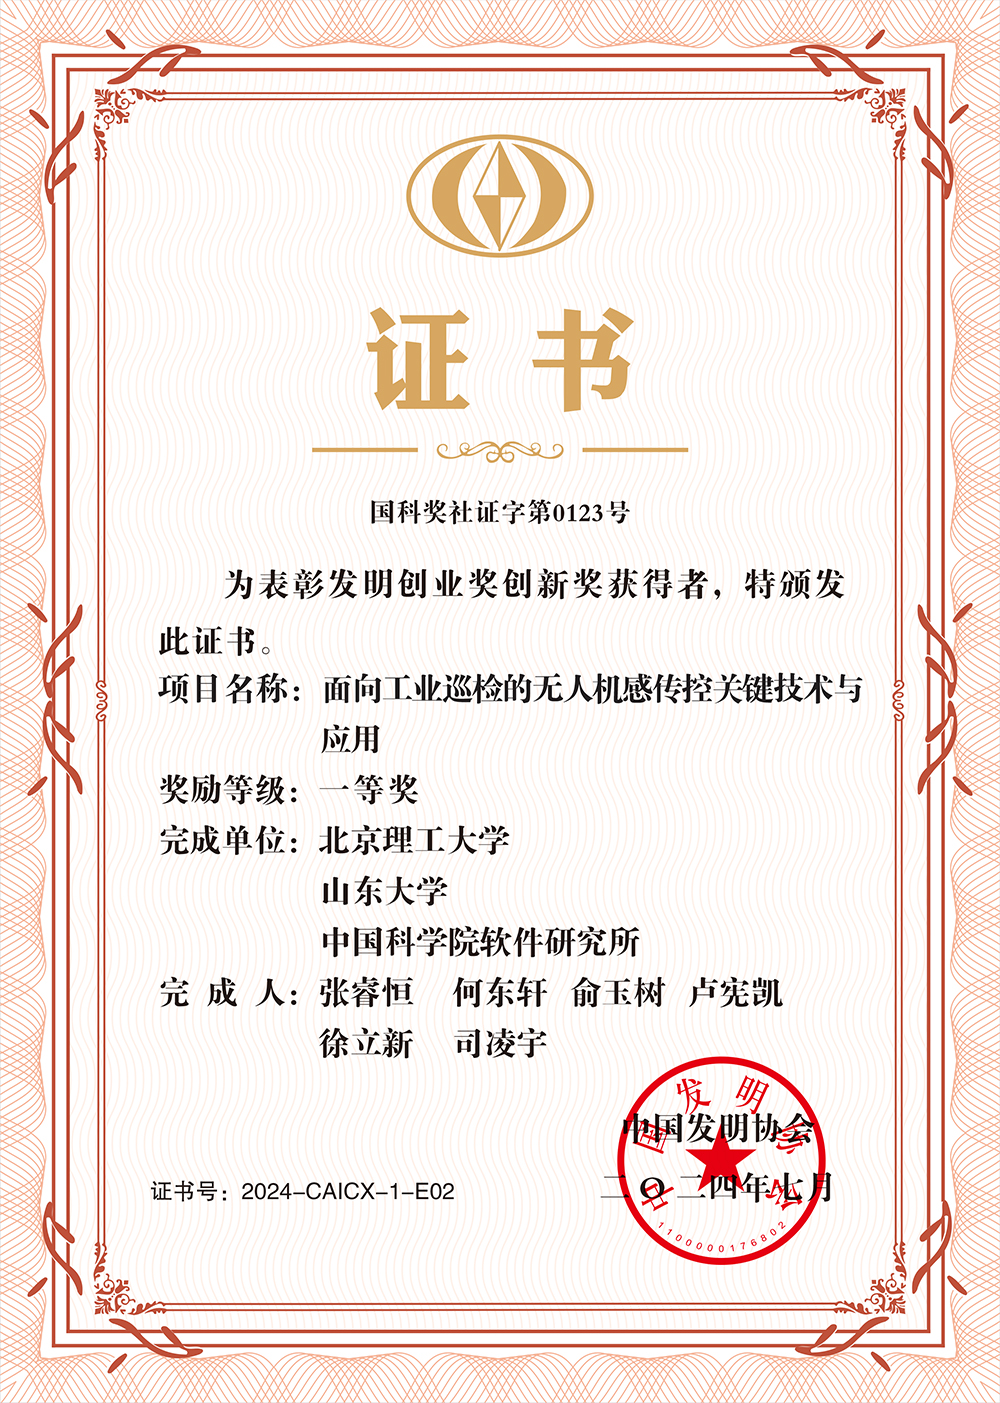 证书
国科奖社证字第0123号
为表彰发明创业奖创新奖获得者，特颁发
此证书。
项目名称：面向工业巡检的无人机感传控关键技术与
应用
奖励等级：一等奖
完成单位：北京理工大学
山东大学
中国科学院软件研究所
完成人：张睿恒 何东轩 俞玉树 卢宪凯
徐立新 司凌宇
中国发明协会
证书号：2024-CAICX-1-E02
二〇二四年七月
中国发明协会
1100000176802